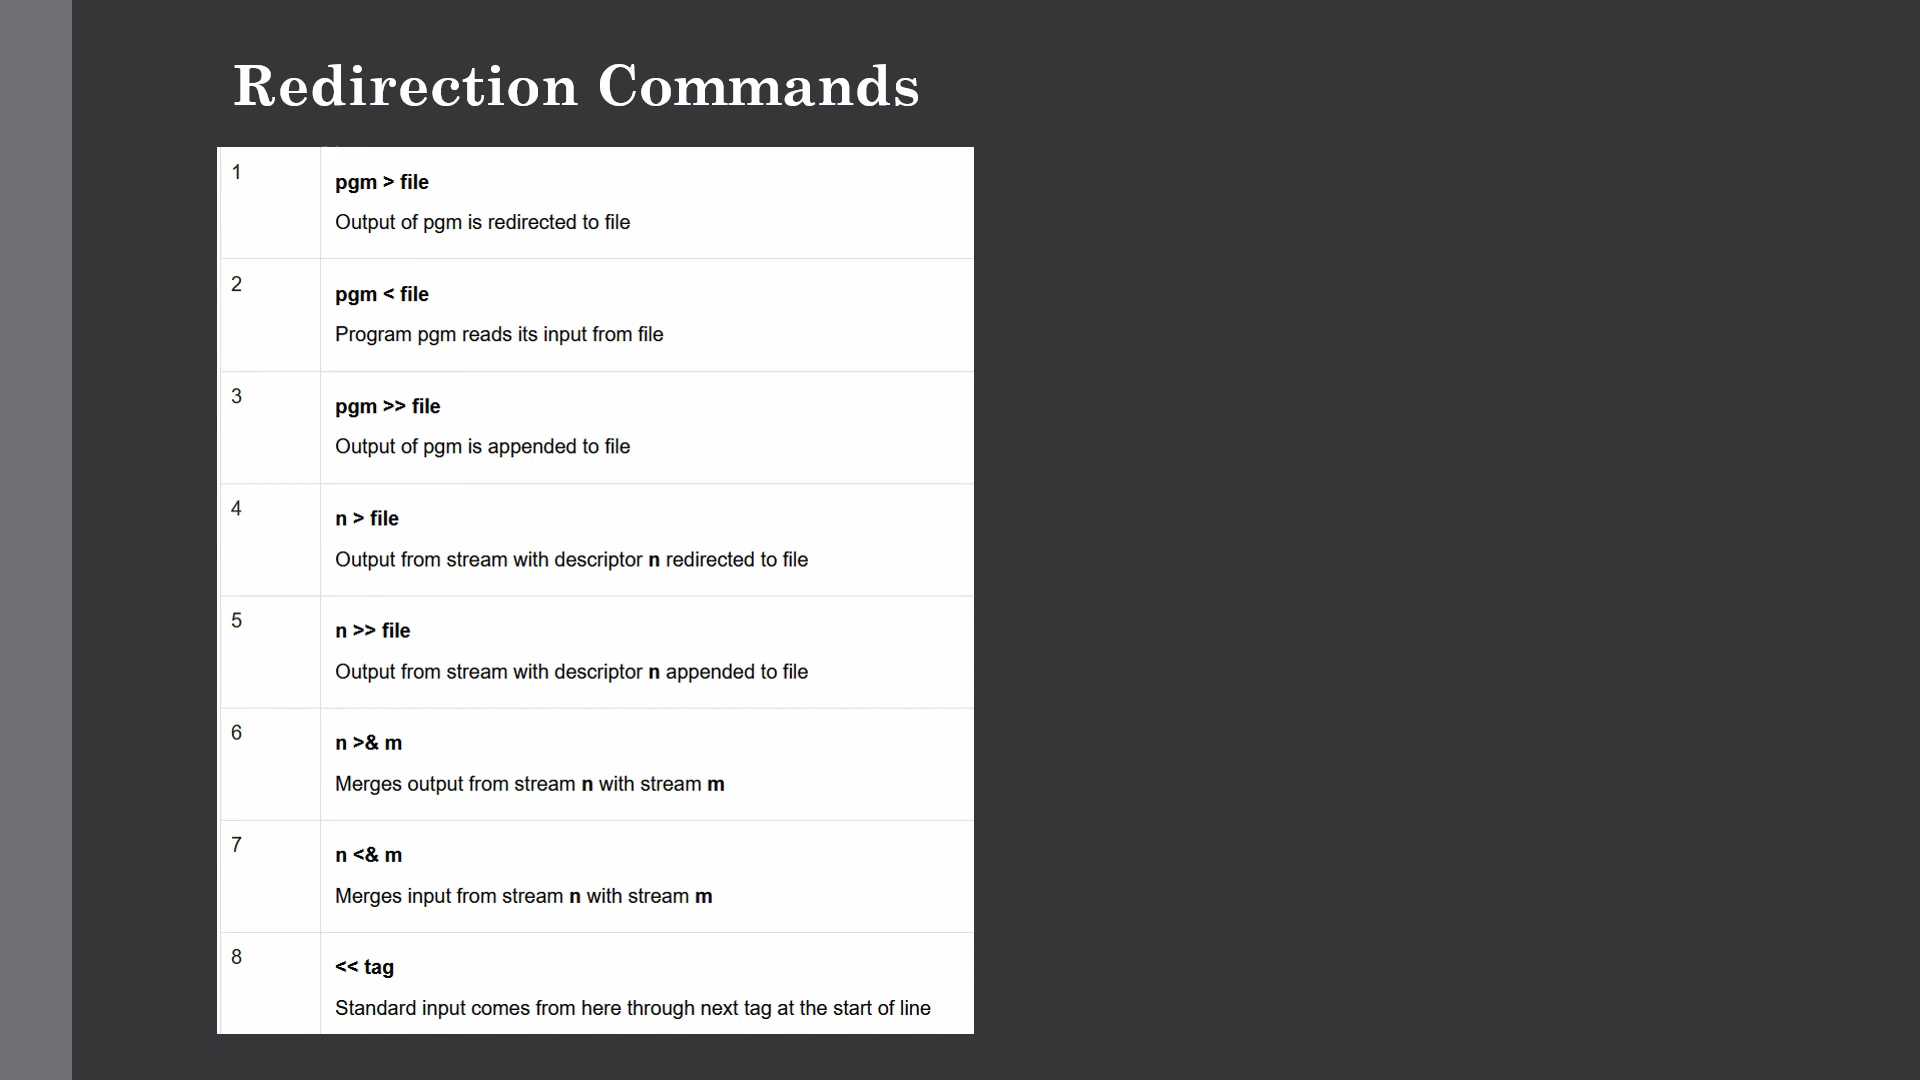 Redirection Commands
1
pgm > file
Output of pgm is redirected to file
2
pgm < file
Program pgm reads its input from file
3
pgm >> file
Output of pgm is appended to file
4
n > file
Output from stream with descriptor n redirected to file
5
n >> file
Output from stream with descriptor n appended to file
6
n >& m
Merges output from stream n with stream m
7
n <& m
Merges input from stream n with stream m
8
<< tag
Standard input comes from here through next tag at the start of line